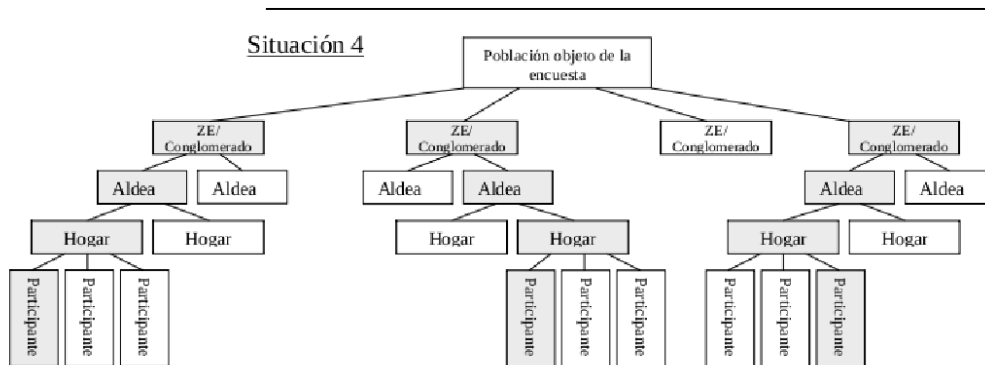 Situación 4
Población objeto de la
encuesta
ZE/
Conglomerado
ZE/
Conglomerado
ZE/
Conglomerado
ZE/
Conglomerado
Aldea
Aldea
Aldea
Aldea
Aldea
Aldea
Hogar
Hogar
Hogar
Hogar
Hogar
Hogar
Participante
Participante
Participante
Participante
Participante
Participante
Participante
Participante
Participante